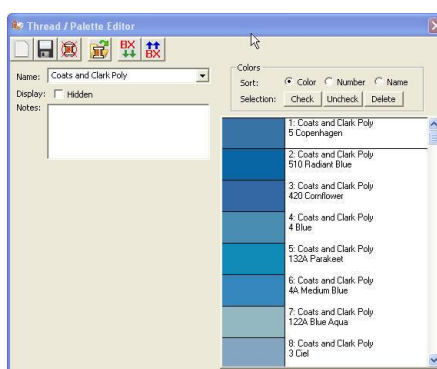 Thread / Palette Editor
BX
BX
Name: Coats and Clark Poly
Display: Hidden
Notes:
Colors
Sort: Color Number Name
Selection: Check Uncheck Delete
1: Coats and Clark Poly
5 Copenhagen
2: Coats and Clark Poly
510 Radiant Blue
3: Coats and Clark Poly
420 Cornflower
4: Coats and Clark Poly
4 Blue
5: Coats and Clark Poly
132A Parakeet
6: Coats and Clark Poly
4A Medium Blue
7: Coats and Clark Poly
122A Blue Aqua
8: Coats and Clark Poly
3 Ciel